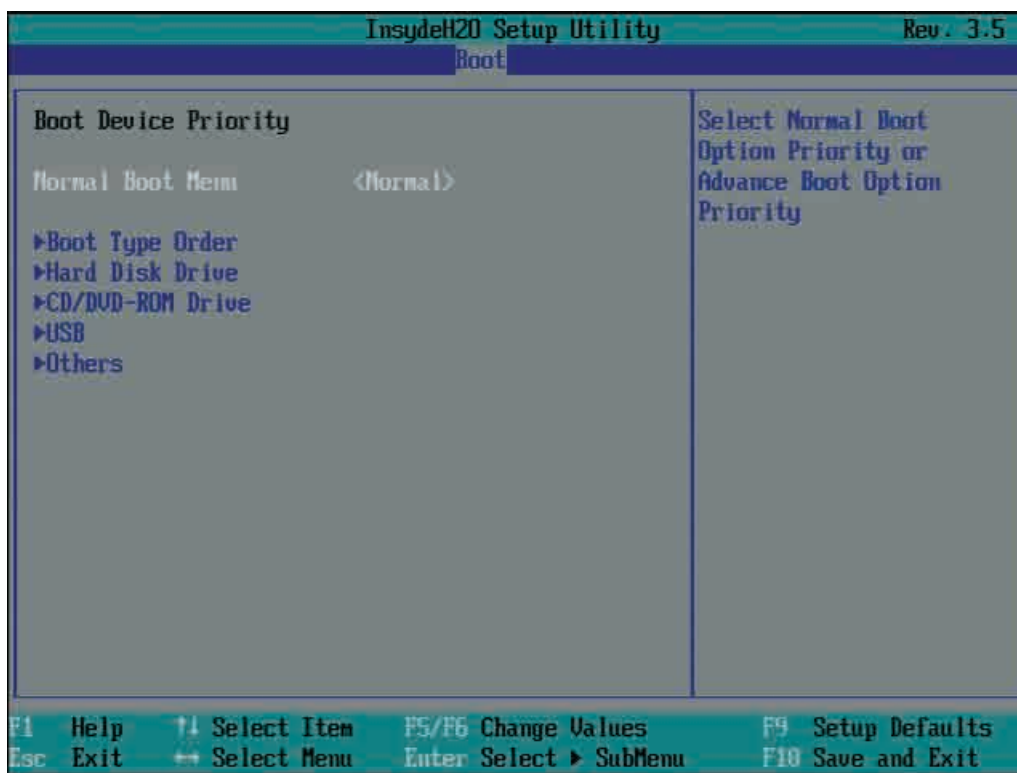 InsydeH2O Setup Utility Rev. 3.5
Boot
Boot Device Priority
Normal Boot Menu <Normal>
▶Boot Type Order
▶Hard Disk Drive
▶CD/DVD-ROM Drive
▶USB
▶Others
Select Normal Boot
Option Priority or
Advance Boot Option
Priority
F1 Help ↑↓ Select Item F5/F6 Change Values F9 Setup Defaults
Esc Exit ↔ Select Menu Enter Select ▶ SubMenu F10 Save and Exit